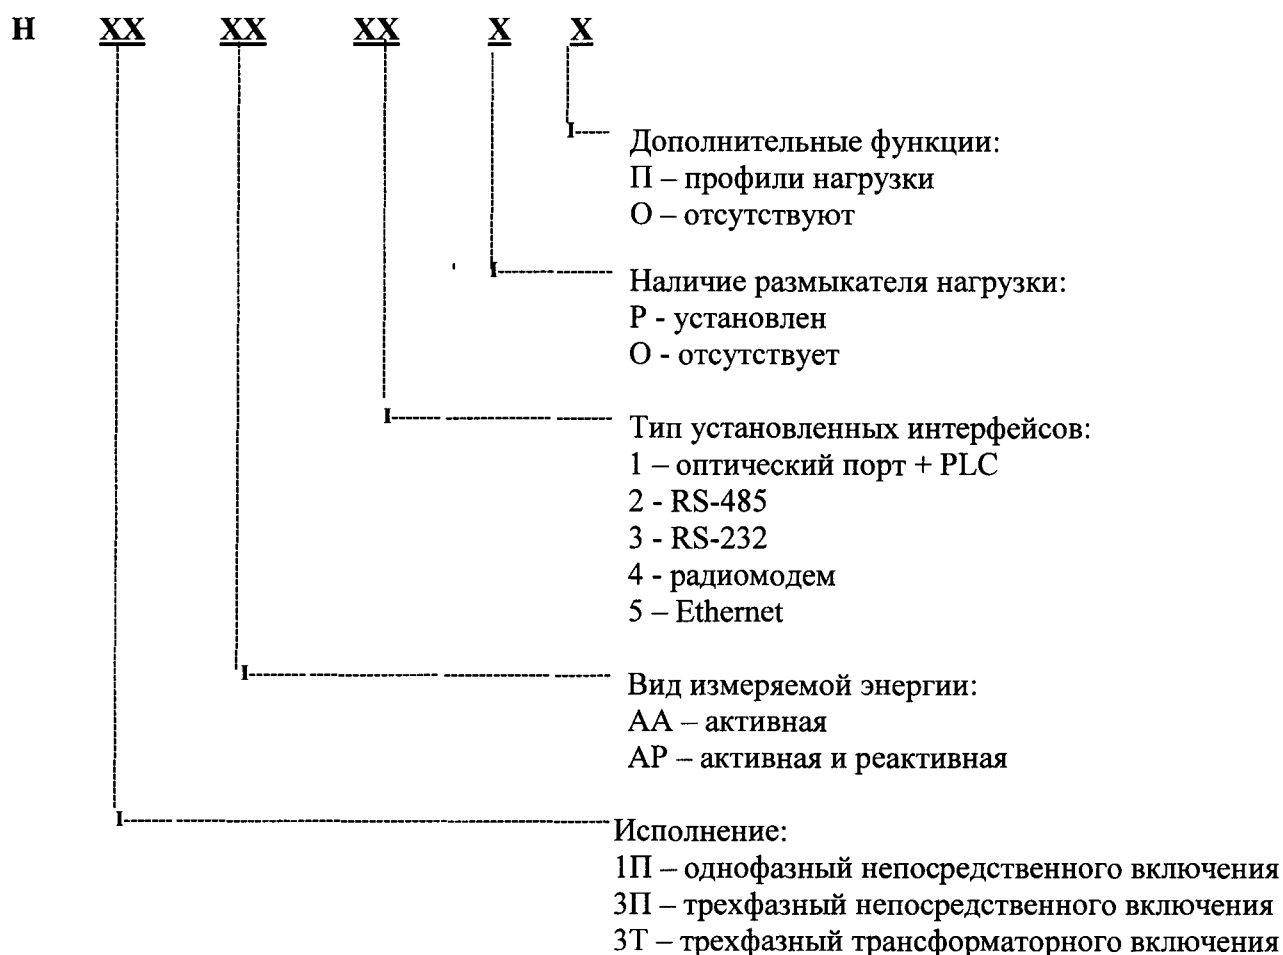 Н XX XX XX X X
Дополнительные функции:
П – профили нагрузки
О – отсутствуют
Наличие размыкателя нагрузки:
Р - установлен
О - отсутствует
Тип установленных интерфейсов:
1 – оптический порт + PLC
2 - RS-485
3 - RS-232
4 - радиомодем
5 – Ethernet
Вид измеряемой энергии:
АА – активная
АР – активная и реактивная
Исполнение:
1П – однофазный непосредственного включения
3П – трехфазный непосредственного включения
3Т – трехфазный трансформаторного включения